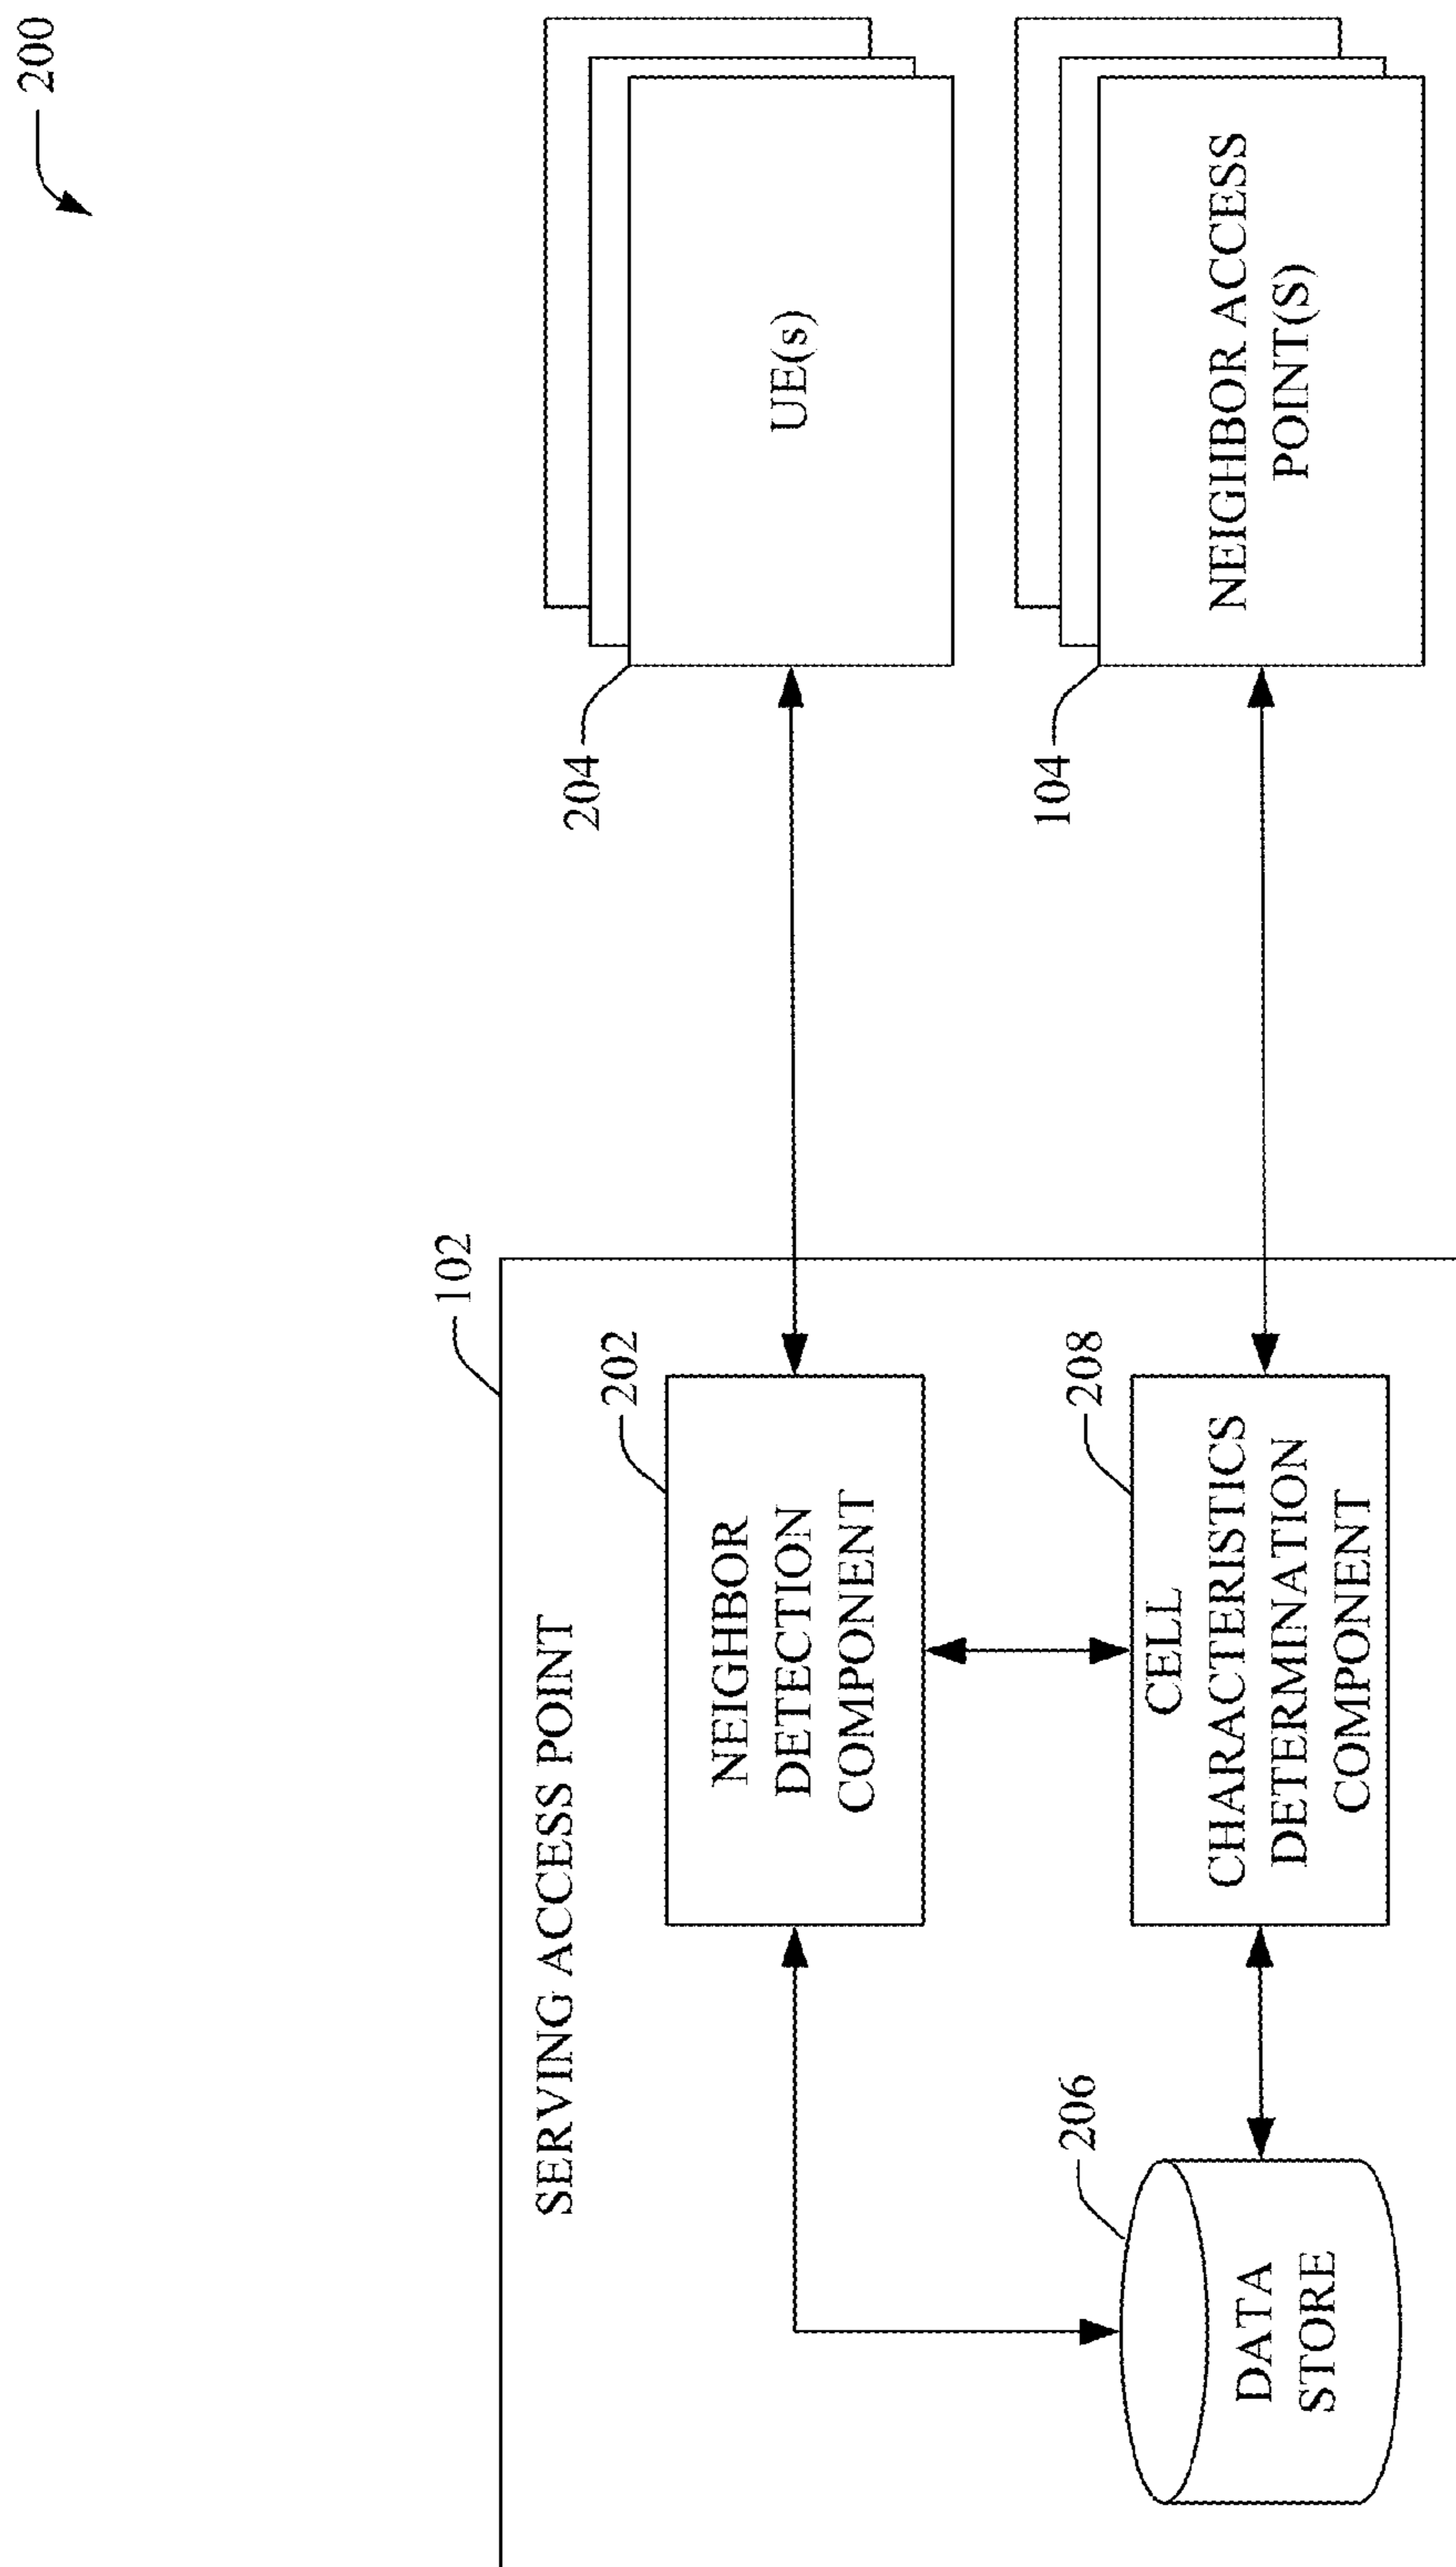 200
102
SERVING ACCESS POINT
202
NEIGHBOR
DETECTION
COMPONENT
204
UE(s)
206
DATA
STORE
208
CELL
CHARACTERISTICS
DETERMINATION
COMPONENT
104
NEIGHBOR ACCESS
POINT(S)